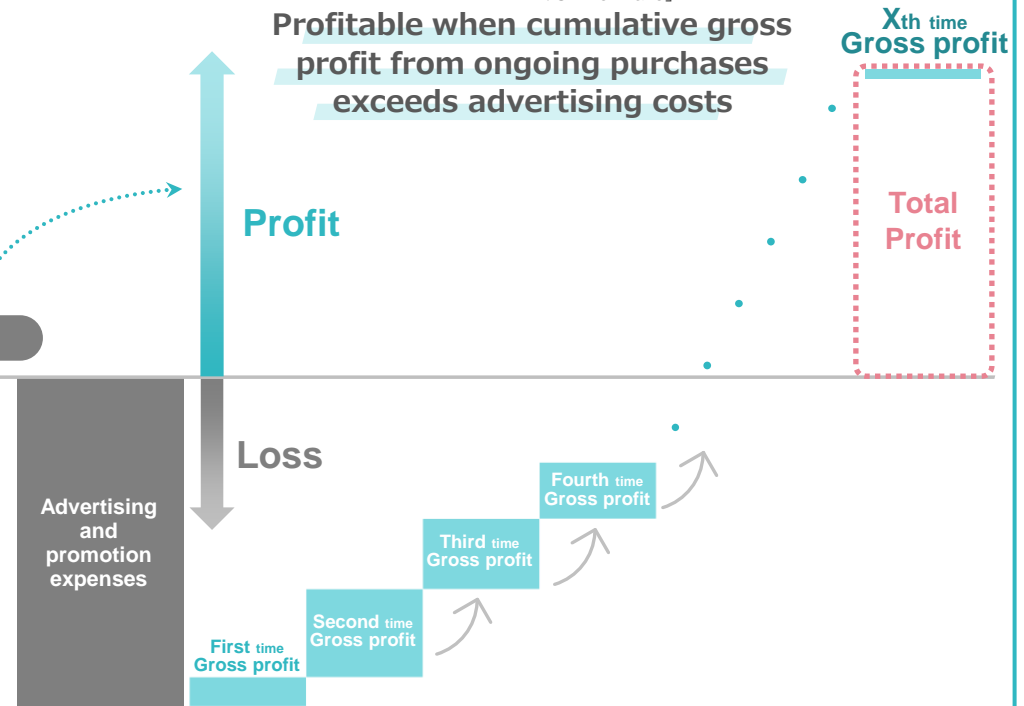 Profitable when cumulative gross
profit from ongoing purchases
exceeds advertising costs
Xth time
Gross profit
Total
Profit
Profit
Loss
Advertising
and
promotion
expenses
Fourth time
Gross profit
Third time
Gross profit
Second time
Gross profit
First time
Gross profit